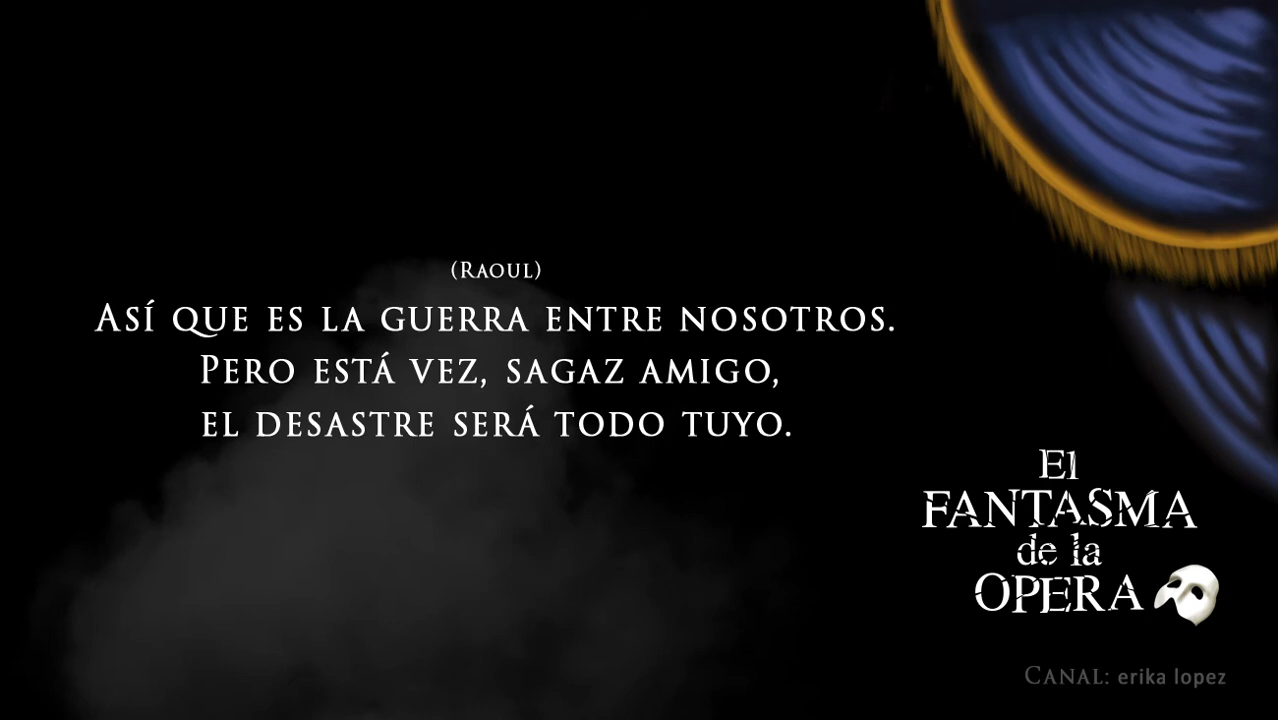 (Raoul)
Así que es la guerra entre nosotros.
Pero está vez, sagaz amigo,
el desastre será todo tuyo.
El
FANTASMA
de la
OPERA
Canal: erika lopez